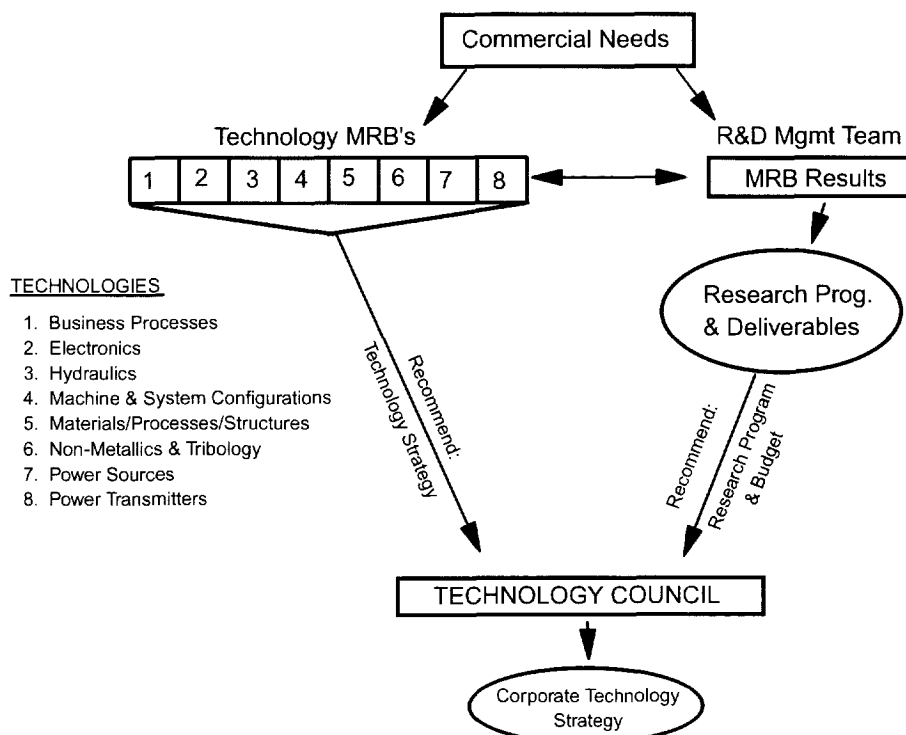 Commercial Needs
Technology MRB's
R&D Mgmt Team
1 2 3 4 5 6 7 8
MRB Results
Research Prog.
& Deliverables
TECHNOLOGIES
1. Business Processes
2. Electronics
3. Hydraulics
4. Machine & System Configurations
5. Materials/Processes/Structures
6. Non-Metallics & Tribology
7. Power Sources
8. Power Transmitters
Recommend:
Technology Strategy
Recommend:
Research Program
& Budget
TECHNOLOGY COUNCIL
Corporate Technology
Strategy